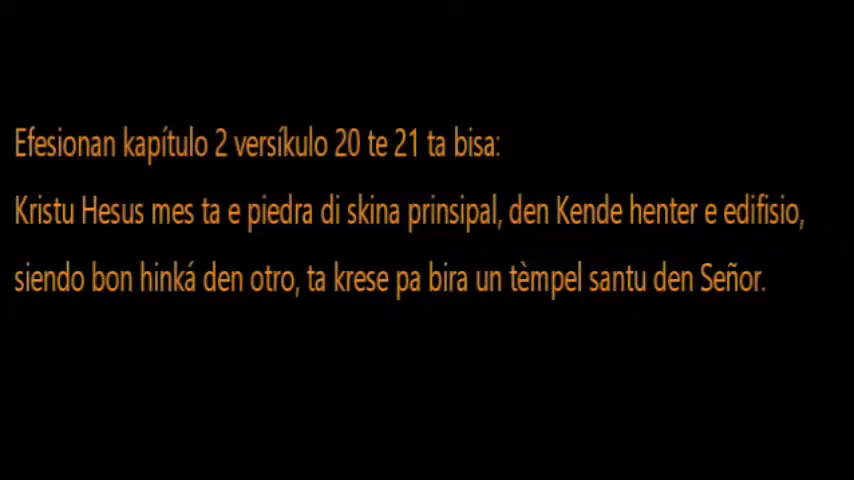 Efesionan kapítulo 2 versíkulo 20 te 21 ta bisa:
Kristu Hesus mes ta e piedra di skina prinsipal, den Kende henter e edifisio,
siendo bon hinká den otro, ta krese pa bira un tèmpel santu den Señor.